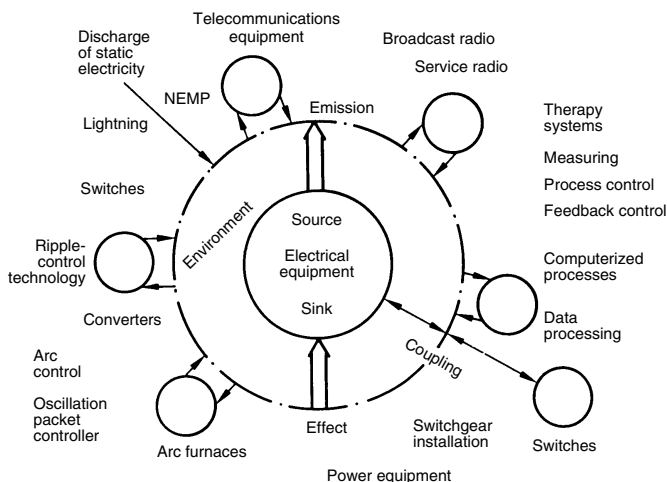 Telecommunications
equipment
Broadcast radio
Service radio
Discharge
of static
electricity
NEMP
Emission
Lightning
Therapy
systems
Measuring
Process control
Feedback control
Switches
Environment
Source
Electrical
equipment
Sink
Ripple-
control
technology
Computerized
processes
Data
processing
Converters
Coupling
Arc
control
Oscillation
packet
controller
Effect
Switchgear
installation
Switches
Arc furnaces
Power equipment